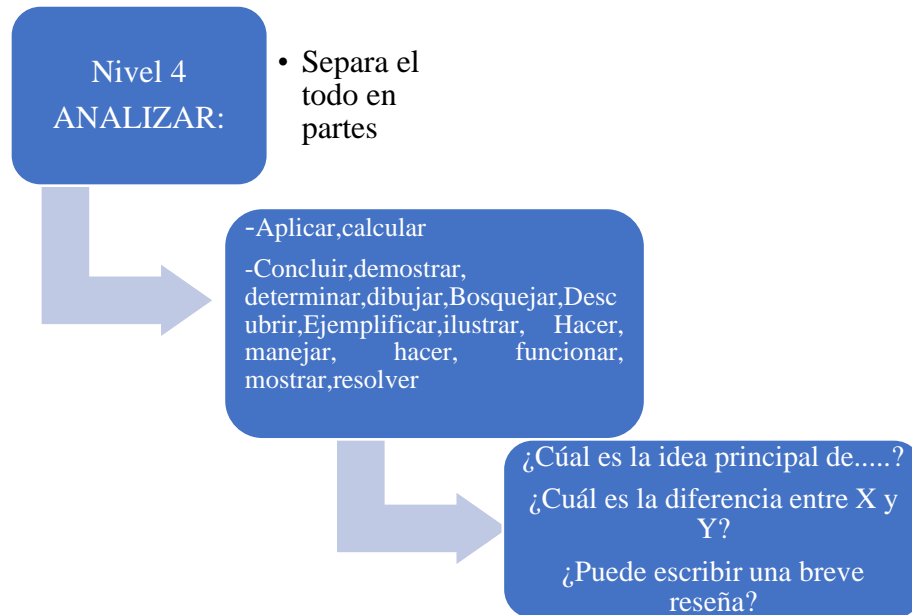 Nivel 4
ANALIZAR:
• Separa el
todo en
partes
-Aplicar,calcular
-Concluir,demostrar,
determinar,dibujar,Bosquejar,Desc
ubrir,Ejemplificar,ilustrar, Hacer,
manejar, hacer, funcionar,
mostrar,resolver
¿Cúal es la idea principal de.....?
¿Cuál es la diferencia entre X y
Y?
¿Puede escribir una breve
reseña?